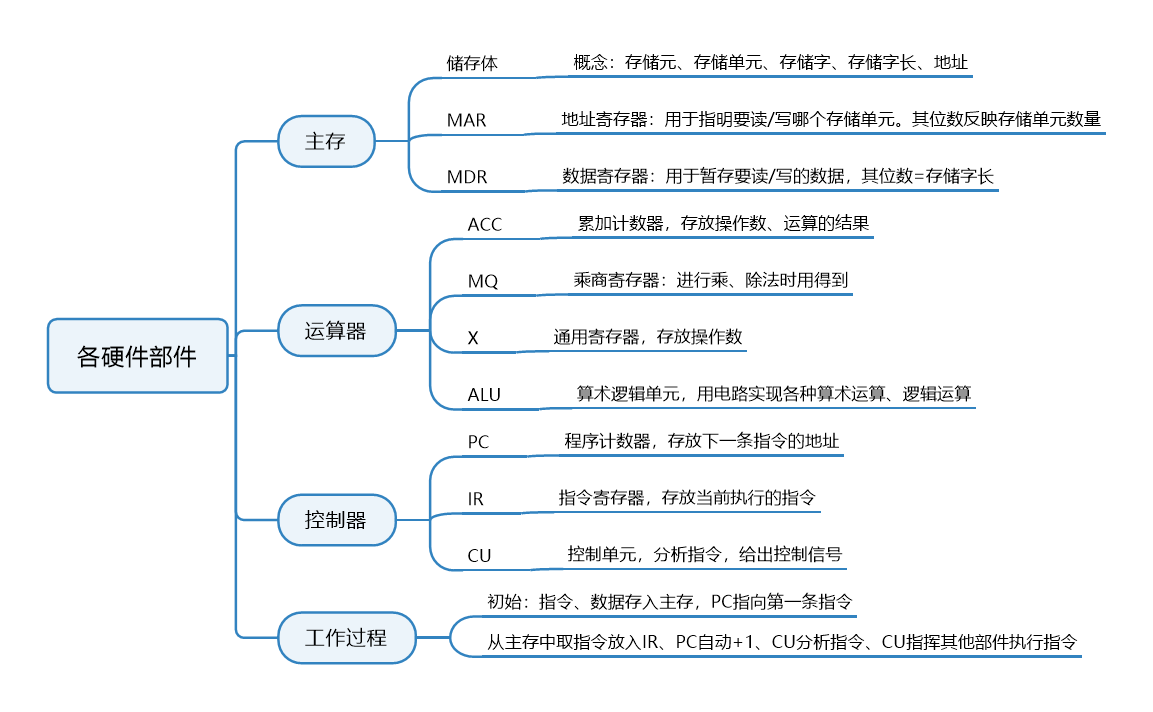 各硬件部件
主存
储存体
概念：存储元、存储单元、存储字、存储字长、地址
MAR
地址寄存器：用于指明要读/写哪个存储单元。其位数反映存储单元数量
MDR
数据寄存器：用于暂存要读/写的数据，其位数=存储字长
运算器
ACC
累加计数器，存放操作数、运算的结果
MQ
乘商寄存器：进行乘、除法时用得到
X
通用寄存器，存放操作数
ALU
算术逻辑单元，用电路实现各种算术运算、逻辑运算
控制器
PC
程序计数器，存放下一条指令的地址
IR
指令寄存器，存放当前执行的指令
CU
控制单元，分析指令，给出控制信号
工作过程
初始：指令、数据存入主存，PC指向第一条指令
从主存中取指令放入IR、PC自动+1、CU分析指令、CU指挥其他部件执行指令